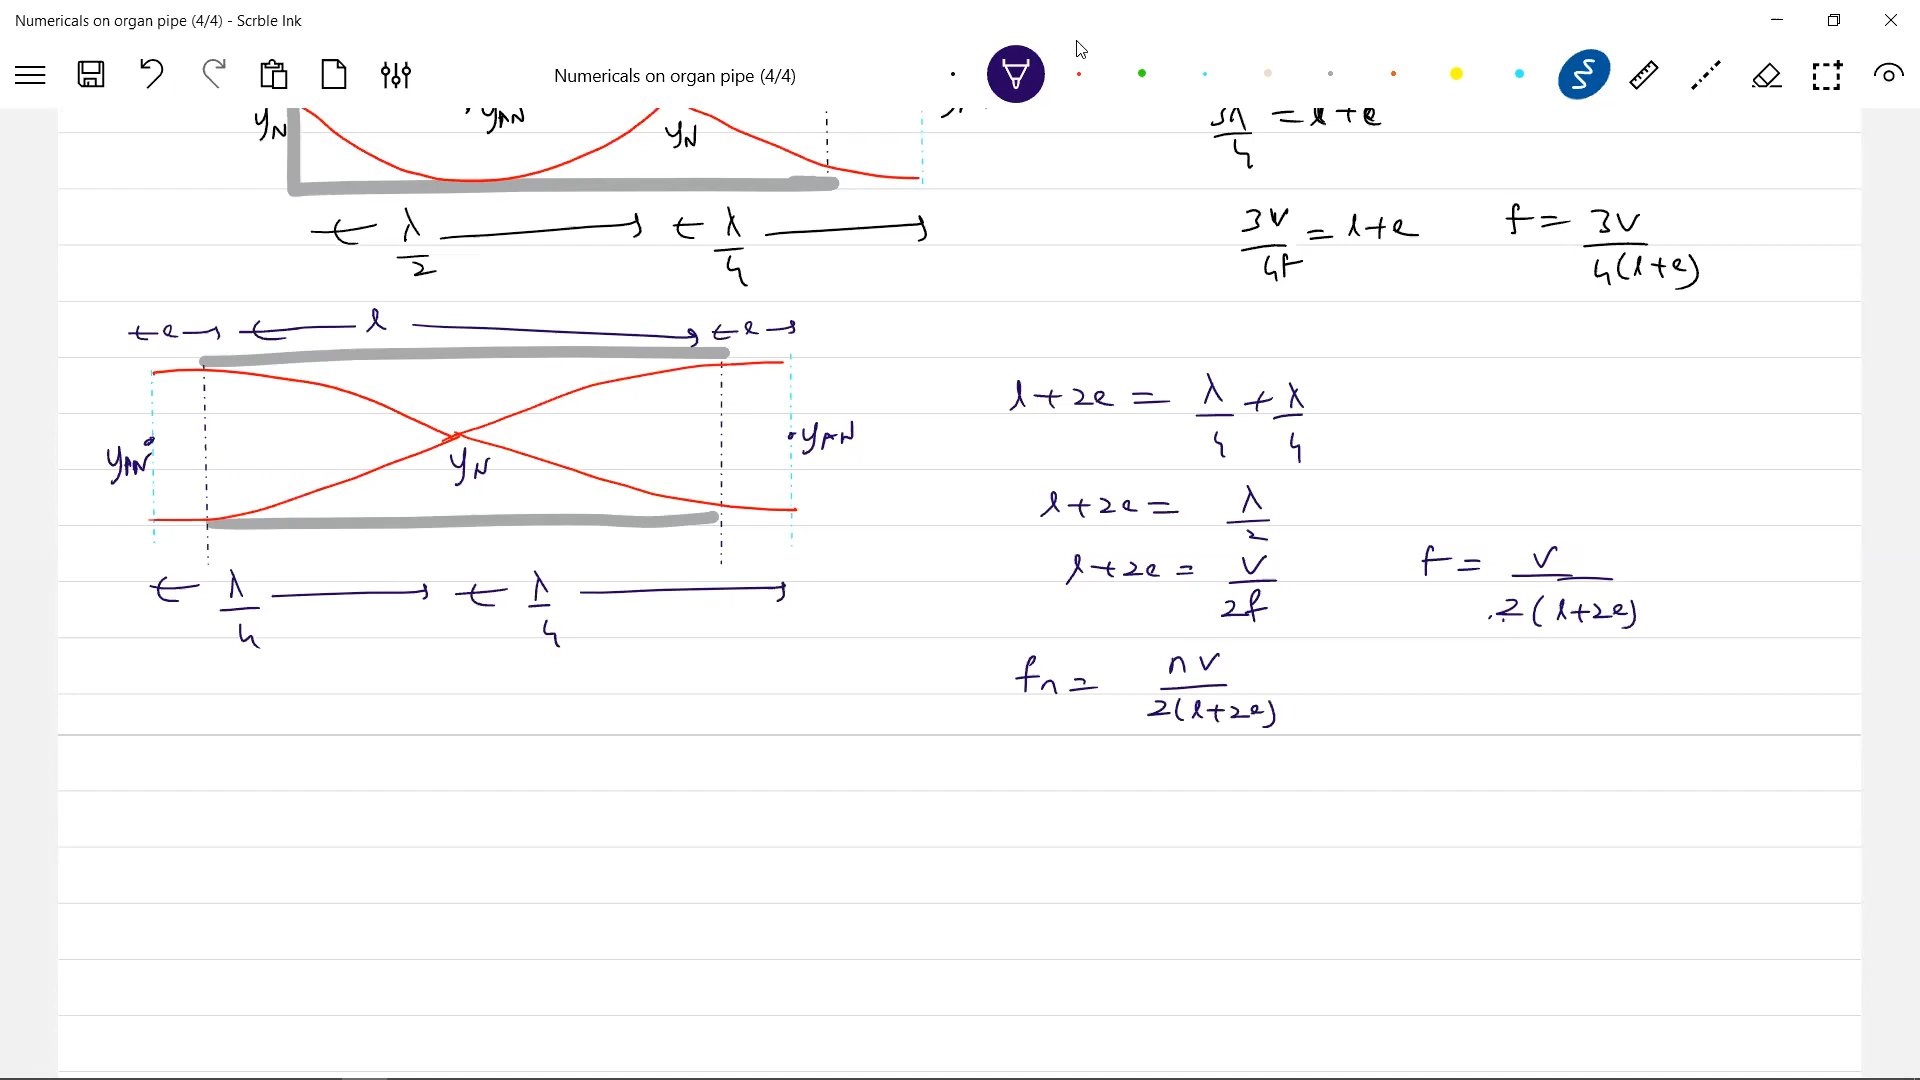 Numericals on organ pipe (4/4) - Scrble Ink
Numericals on organ pipe (4/4)
yN yAN yN
3λ/4 = l+e
λ/2 λ/4
3v/4f = l+e f = 3v/4(l+e)
e l e
l+2e = λ/4 + λ/4
yAN yN yAN
l+2e = λ/2
l+2e = v/2f f = v/2(l+2e)
λ/4 λ/4
fn = nv/2(l+2e)